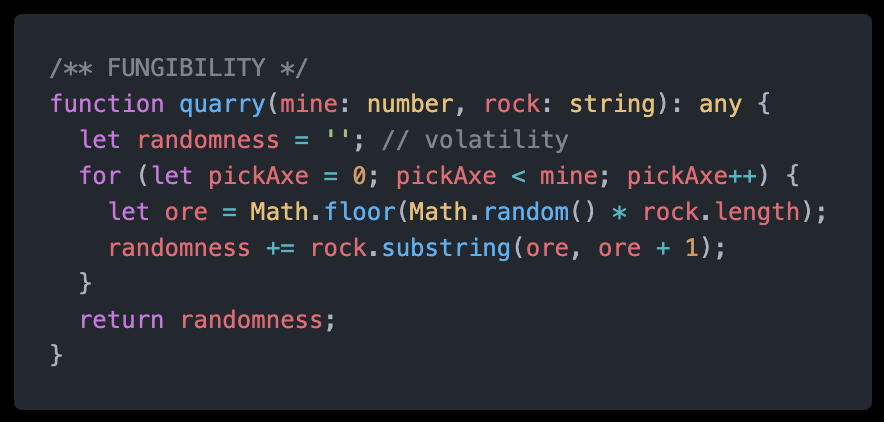 /** FUNGIBILITY */
function quarry(mine: number, rock: string): any {
  let randomness = ''; // volatility
  for (let pickAxe = 0; pickAxe < mine; pickAxe++) {
    let ore = Math.floor(Math.random() * rock.length);
    randomness += rock.substring(ore, ore + 1);
  }
  return randomness;
}